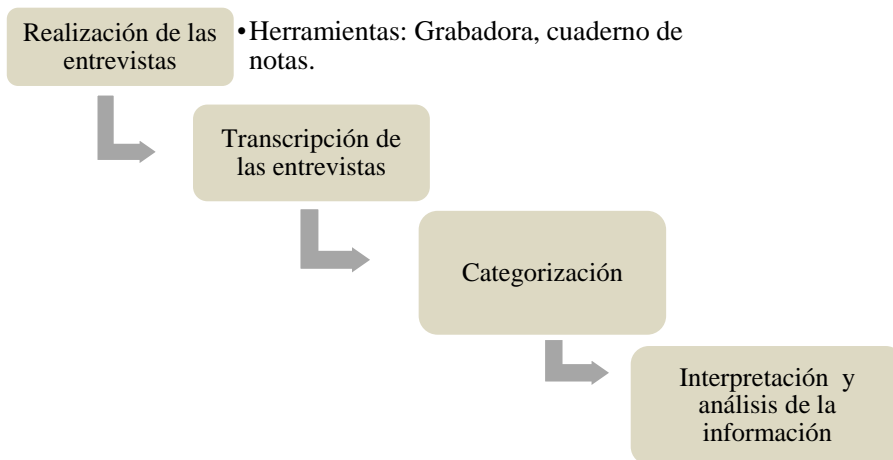 Realización de las
entrevistas
•Herramientas: Grabadora, cuaderno de
notas.
Transcripción de
las entrevistas
Categorización
Interpretación y
análisis de la
información